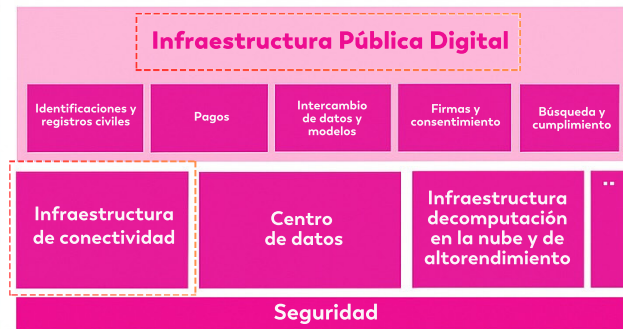 Infraestructura Pública Digital
Identificaciones y
registros civiles
Pagos
Intercambio
de datos y
modelos
Firmas y
consentimiento
Búsqueda y
cumplimiento
Infraestructura
de conectividad
Centro
de datos
Infraestructura
decomputación
en la nube y de
altorendimiento
..
Seguridad